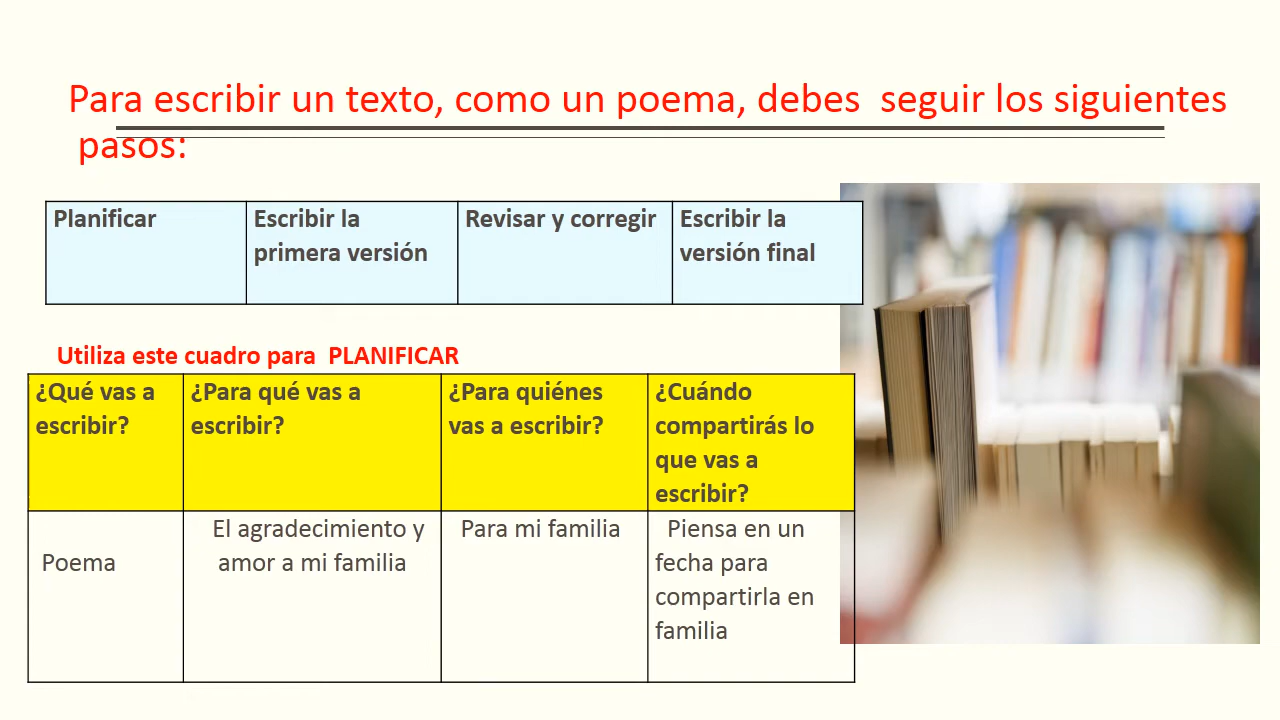 Para escribir un texto, como un poema, debes seguir los siguientes
pasos:
Planificar
Escribir la
primera versión
Revisar y corregir
Escribir la
versión final
Utiliza este cuadro para PLANIFICAR
¿Qué vas a
escribir?
¿Para qué vas a
escribir?
¿Para quiénes
vas a escribir?
¿Cuándo
compartirás lo
que vas a
escribir?
Poema
El agradecimiento y
amor a mi familia
Para mi familia
Piensa en un
fecha para
compartirla en
familia